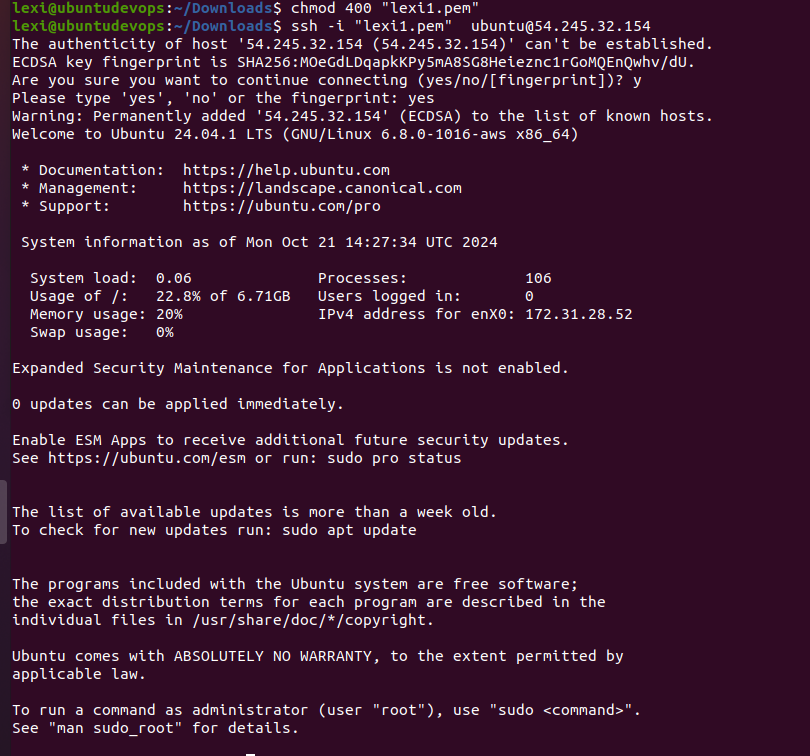 lexi@ubuntudevops:~/Downloads$ chmod 400 "lexi1.pem"
lexi@ubuntudevops:~/Downloads$ ssh -i "lexi1.pem"  ubuntu@54.245.32.154
The authenticity of host '54.245.32.154 (54.245.32.154)' can't be established.
ECDSA key fingerprint is SHA256:MOeGdLDqapkKPy5mA8SG8Heieznc1rGoMQEnQwhv/dU.
Are you sure you want to continue connecting (yes/no/[fingerprint])? y
Please type 'yes', 'no' or the fingerprint: yes
Warning: Permanently added '54.245.32.154' (ECDSA) to the list of known hosts.
Welcome to Ubuntu 24.04.1 LTS (GNU/Linux 6.8.0-1016-aws x86_64)
 * Documentation:  https://help.ubuntu.com
 * Management:     https://landscape.canonical.com
 * Support:        https://ubuntu.com/pro
 System information as of Mon Oct 21 14:27:34 UTC 2024
  System load:  0.06              Processes:             106
  Usage of /:   22.8% of 6.71GB   Users logged in:       0
  Memory usage: 20%               IPv4 address for enX0: 172.31.28.52
  Swap usage:   0%
Expanded Security Maintenance for Applications is not enabled.
0 updates can be applied immediately.
Enable ESM Apps to receive additional future security updates.
See https://ubuntu.com/esm or run: sudo pro status
The list of available updates is more than a week old.
To check for new updates run: sudo apt update
The programs included with the Ubuntu system are free software;
the exact distribution terms for each program are described in the
individual files in /usr/share/doc/*/copyright.
Ubuntu comes with ABSOLUTELY NO WARRANTY, to the extent permitted by
applicable law.
To run a command as administrator (user "root"), use "sudo <command>".
See "man sudo_root" for details.